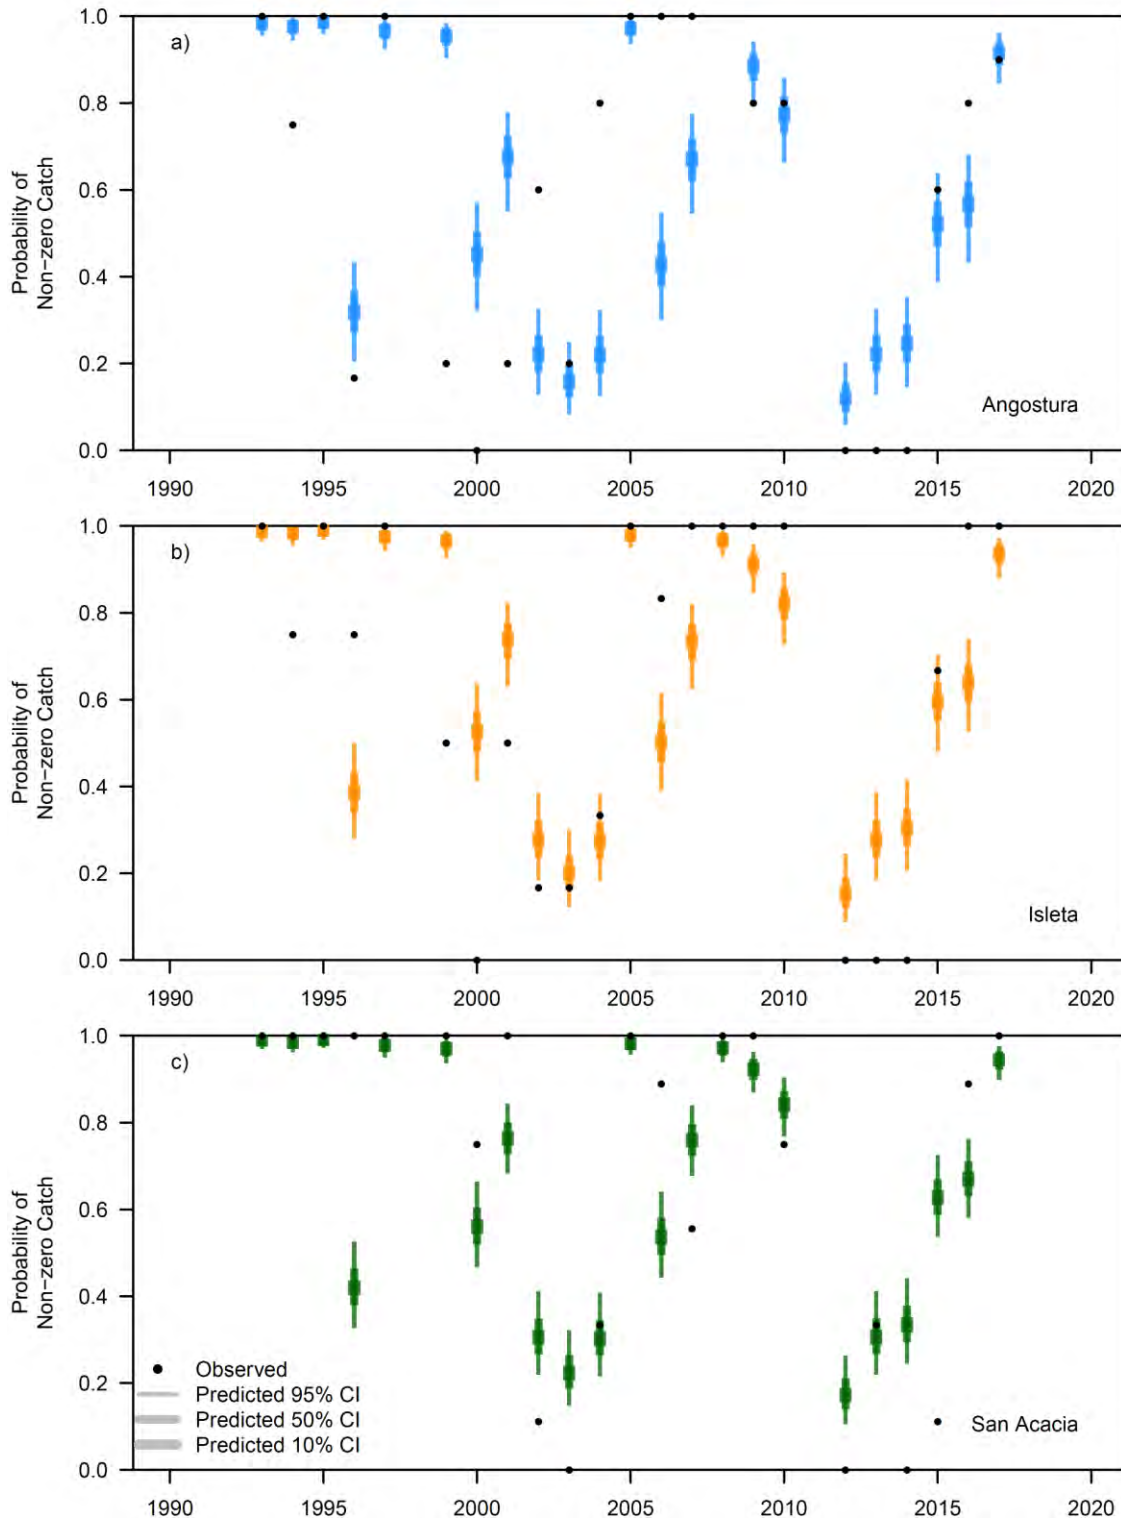 1.0
a)
0.8
Probability of
Non−zero Catch
0.6
0.4
0.2
Angostura
0.0
1990 1995 2000 2005 2010 2015 2020
1.0
b)
0.8
Probability of
Non−zero Catch
0.6
0.4
0.2
Isleta
0.0
1990 1995 2000 2005 2010 2015 2020
1.0
c)
0.8
Probability of
Non−zero Catch
0.6
0.4
Observed
0.2
Predicted 95% CI
Predicted 50% CI
San Acacia
Predicted 10% CI
0.0
1990 1995 2000 2005 2010 2015 2020